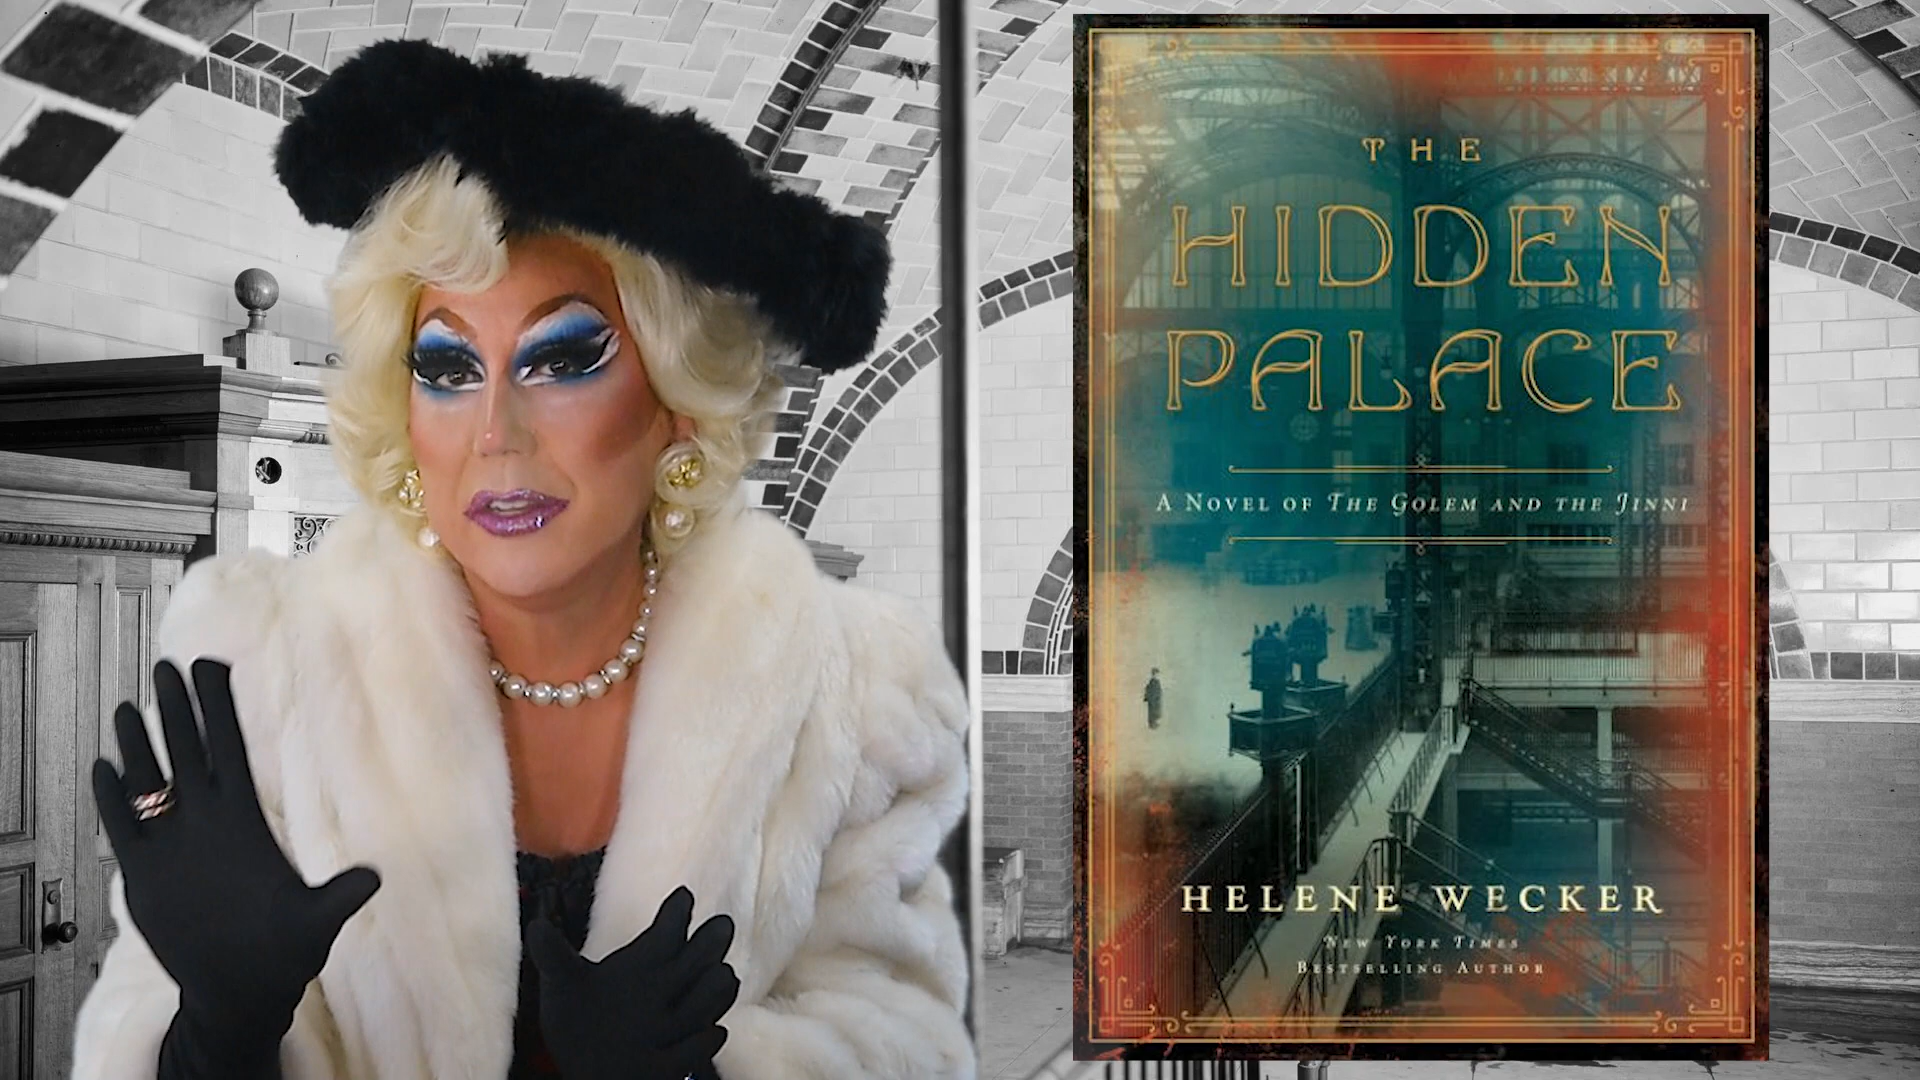 THE
HIDDEN
PALACE
A NOVEL OF THE GOLEM AND THE JINNI
HELENE WECKER
NEW YORK TIMES
BESTSELLING AUTHOR